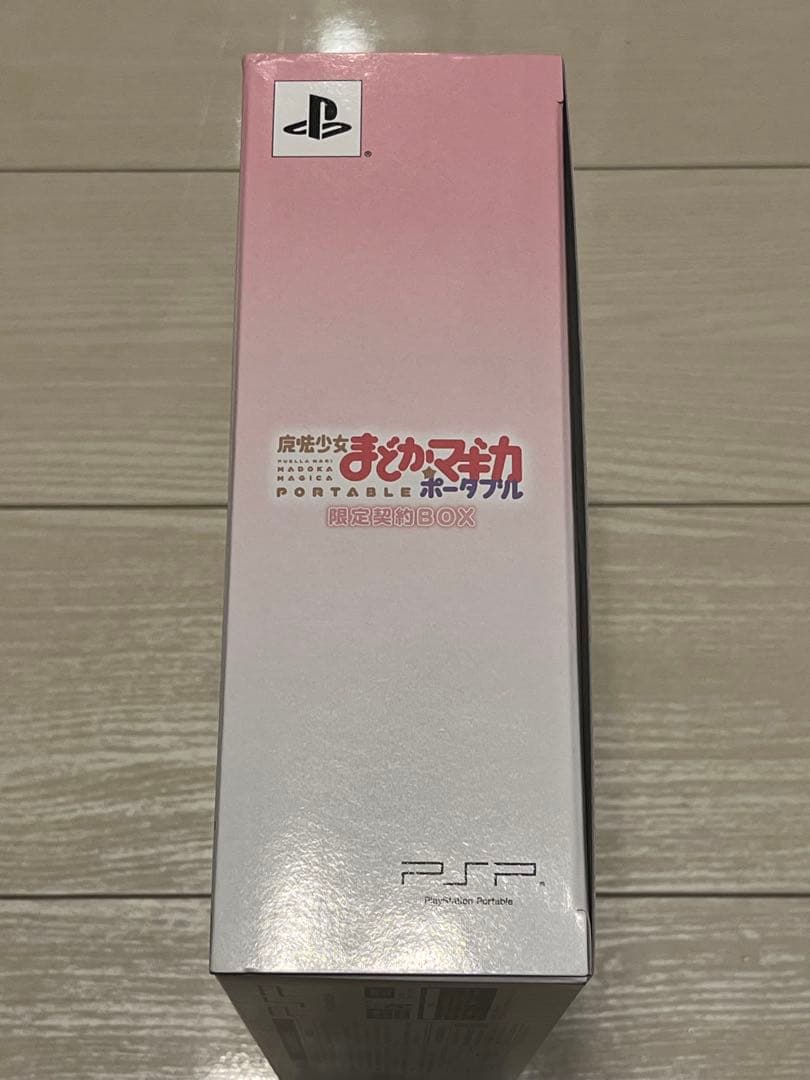 魔法少女
まどか☆マギカ
PUELLA MAGI
MADOKA
MAGICA
PORTABLE
ポータブル
限定契約BOX
PSP
PlayStation Portable